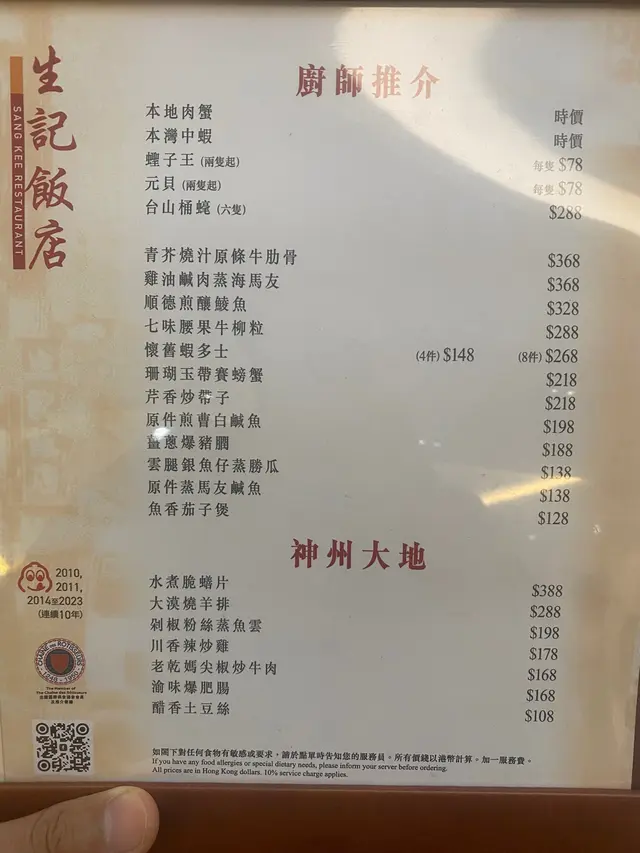 生記飯店
SANG KEE RESTAURANT
廚師推介
本地肉蟹 時價
本灣中蝦 時價
蟶子王 (兩隻起) 每隻 $78
元貝 (兩隻起) 每隻 $78
台山桶蠔 (六隻) $288
青芥燒汁原條牛肋骨 $368
雞油鹹肉蒸海馬友 $368
順德煎釀鯪魚 $328
七味腰果牛柳粒 $288
懷舊蝦多士 (4件) $148 (8件) $268
珊瑚玉帶賽螃蟹 $218
芹香炒帶子 $218
原件煎曹白鹹魚 $198
薑蔥爆豬膶 $188
雲腿銀魚仔蒸勝瓜 $138
原件蒸馬友鹹魚 $138
魚香茄子煲 $128
神州大地
水煮脆鱔片 $388
大漠燒羊排 $288
剁椒粉絲蒸魚雲 $198
川香辣炒雞 $178
老乾媽尖椒炒牛肉 $168
渝味爆肥腸 $168
醋香土豆絲 $108
2010,
2011,
2014至2023
(連續10年)
CHAINE DES ROTISSEURS
1248 - 1950
The Member of
The Chaine des Rôtisseurs
如閣下對任何食物有敏感或要求，請於點單時告知您的服務員。所有價錢以港幣計算。加一服務費。
If you have any food allergies or special dietary needs, please inform your server before ordering.
All prices are in Hong Kong dollars. 10% service charge applies.